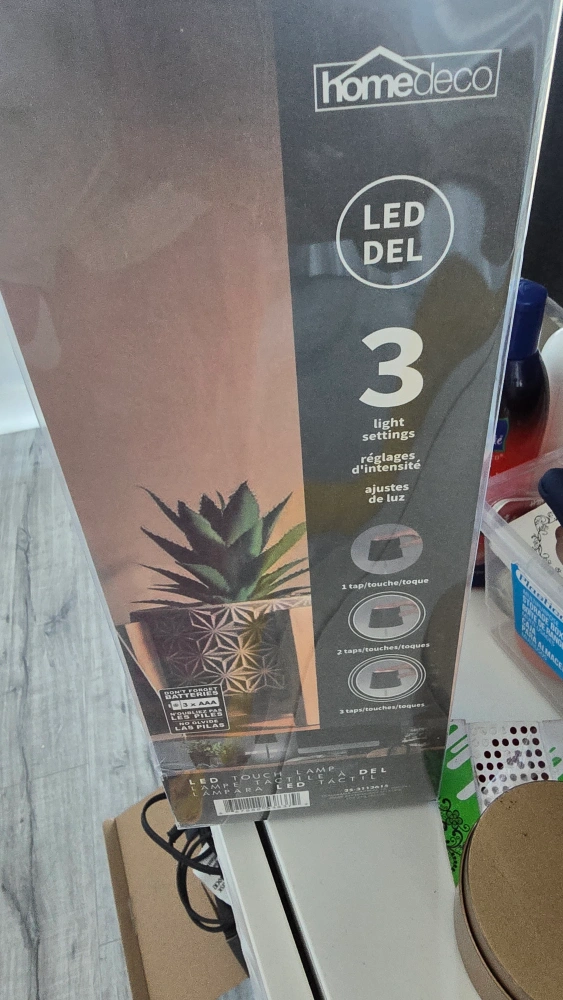 homedeco
LED
DEL
3
light
settings
réglages
d'intensité
ajustes
de luz
1 tap/touche/toque
2 taps/touches/toques
3 taps/touches/toques
DON'T FORGET
BATTERIES
3 x AAA
N'OUBLIEZ PAS
LES PILES
NO OLVIDE
LAS PILAS
LED TOUCH LAMP
LAMPE TACTILE À DEL
LÁMPARA LED TÁCTIL